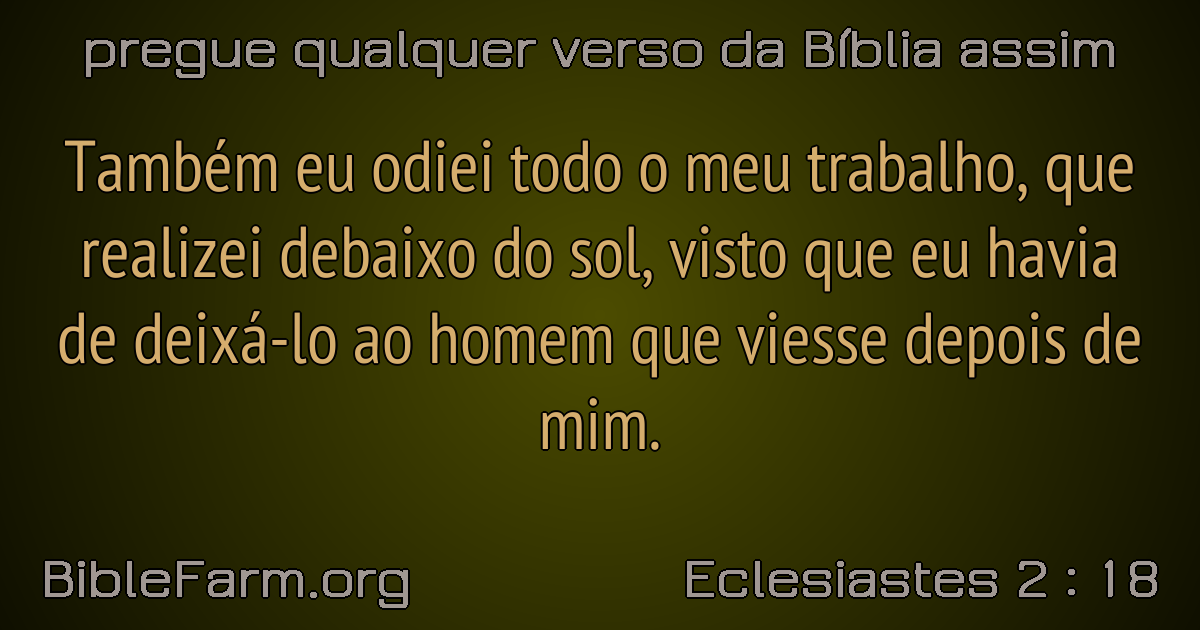 pregue qualquer verso da Bíblia assim
Também eu odiei todo o meu trabalho, que
realizei debaixo do sol, visto que eu havia
de deixá-lo ao homem que viesse depois de
mim.
BibleFarm.org
Eclesiastes 2 : 18